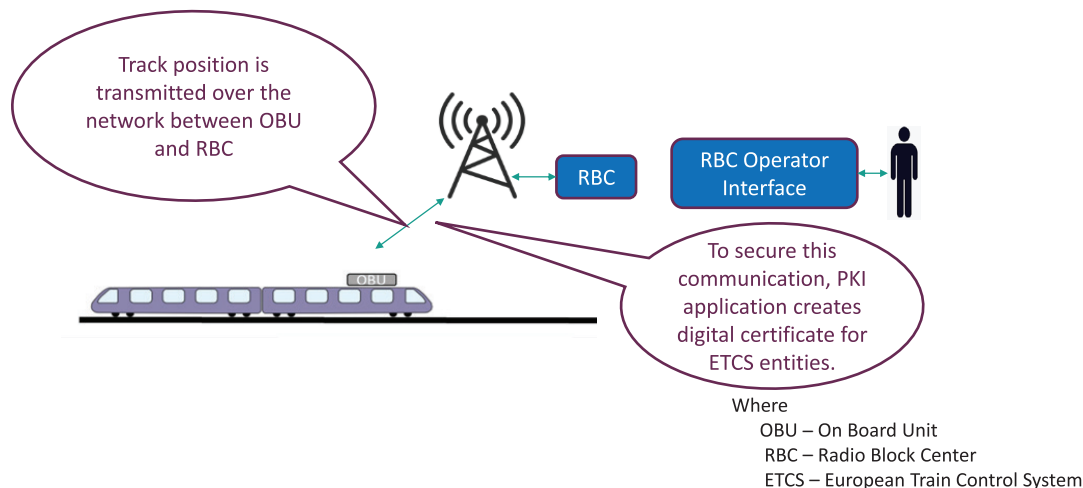 Track position is
transmitted over the
network between OBU
and RBC
RBC
RBC Operator
Interface
OBU
To secure this
communication, PKI
application creates
digital certificate for
ETCS entities.
Where
OBU – On Board Unit
RBC – Radio Block Center
ETCS – European Train Control System